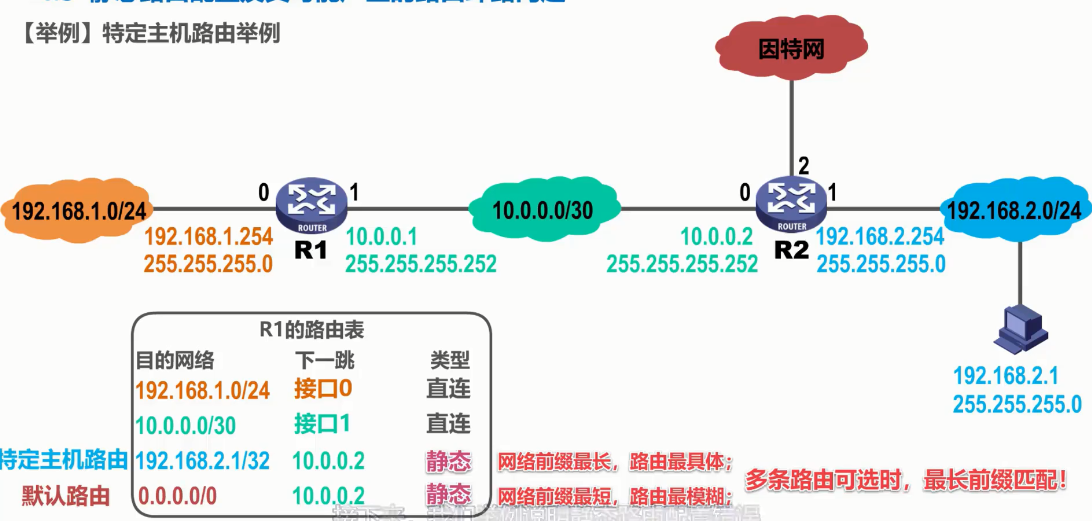 【举例】特定主机路由举例
因特网
2
0
1
0
1
192.168.1.0/24
10.0.0.0/30
192.168.2.0/24
ROUTER
ROUTER
192.168.1.254
255.255.255.0
R1
10.0.0.1
255.255.255.252
10.0.0.2
255.255.255.252
R2
192.168.2.254
255.255.255.0
192.168.2.1
255.255.255.0
R1的路由表
目的网络 下一跳 类型
192.168.1.0/24 接口0 直连
10.0.0.0/30 接口1 直连
特定主机路由 192.168.2.1/32 10.0.0.2 静态 网络前缀最长，路由最具体；
默认路由 0.0.0.0/0 10.0.0.2 静态 网络前缀最短，路由最模糊；
多条路由可选时，最长前缀匹配！